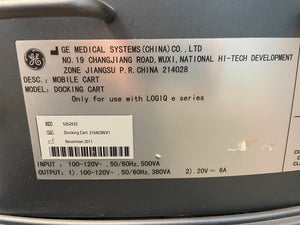 GE MEDICAL SYSTEMS(CHINA)CO.,LTD
NO.19 CHANGJIANG ROAD,WUXI,NATIONAL HI-TECH DEVELOPMENT
ZONE JIANGSU P.R.CHINA 214028
DESC.: MOBILE CART
MODEL: DOCKING CART
Only for use with LOGIQ e series
5252433
Docking Cart
November 2011
INPUT: 100-120V~, 50/60Hz, 500VA
OUTPUT: 1).100-120V~, 50/60Hz, 380VA 2).20V⎓ 6A